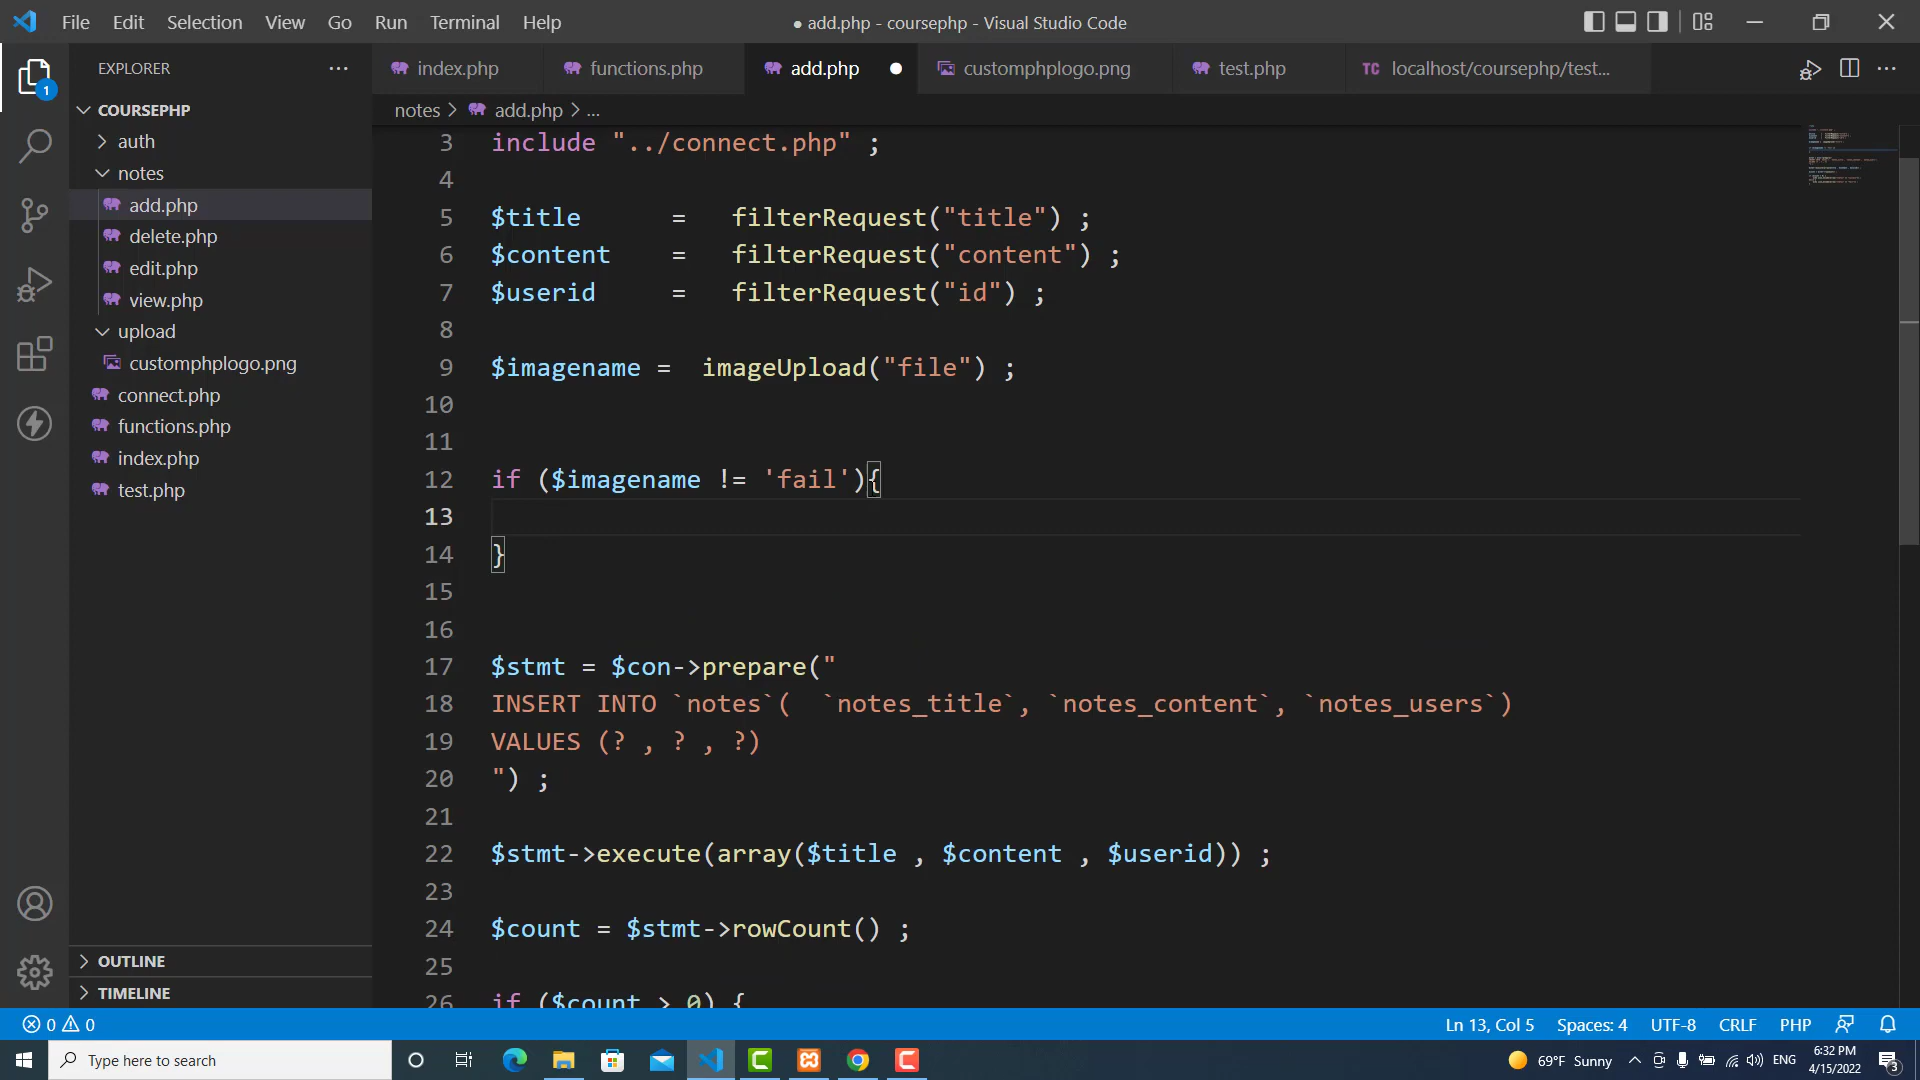 File Edit Selection View Go Run Terminal Help
● add.php - coursephp - Visual Studio Code
EXPLORER
index.php functions.php add.php customphplogo.png test.php TC localhost/coursephp/test...
1
COURSEPHP
notes > add.php > ...
auth
notes
add.php
delete.php
edit.php
view.php
upload
customphplogo.png
connect.php
functions.php
index.php
test.php
OUTLINE
TIMELINE
3 include "../connect.php" ;
4
5 $title = filterRequest("title") ;
6 $content = filterRequest("content") ;
7 $userid = filterRequest("id") ;
8
9 $imagename = imageUpload("file") ;
10
11
12 if ($imagename != 'fail'){
13
14 }
15
16
17 $stmt = $con->prepare("
18 INSERT INTO `notes`( `notes_title`, `notes_content`, `notes_users`)
19 VALUES (? , ? , ?)
20 ") ;
21
22 $stmt->execute(array($title , $content , $userid)) ;
23
24 $count = $stmt->rowCount() ;
25
26 if ($count > 0) {
0 0
Ln 13, Col 5 Spaces: 4 UTF-8 CRLF PHP
Type here to search
69°F Sunny ENG
6:32 PM
4/15/2022
3